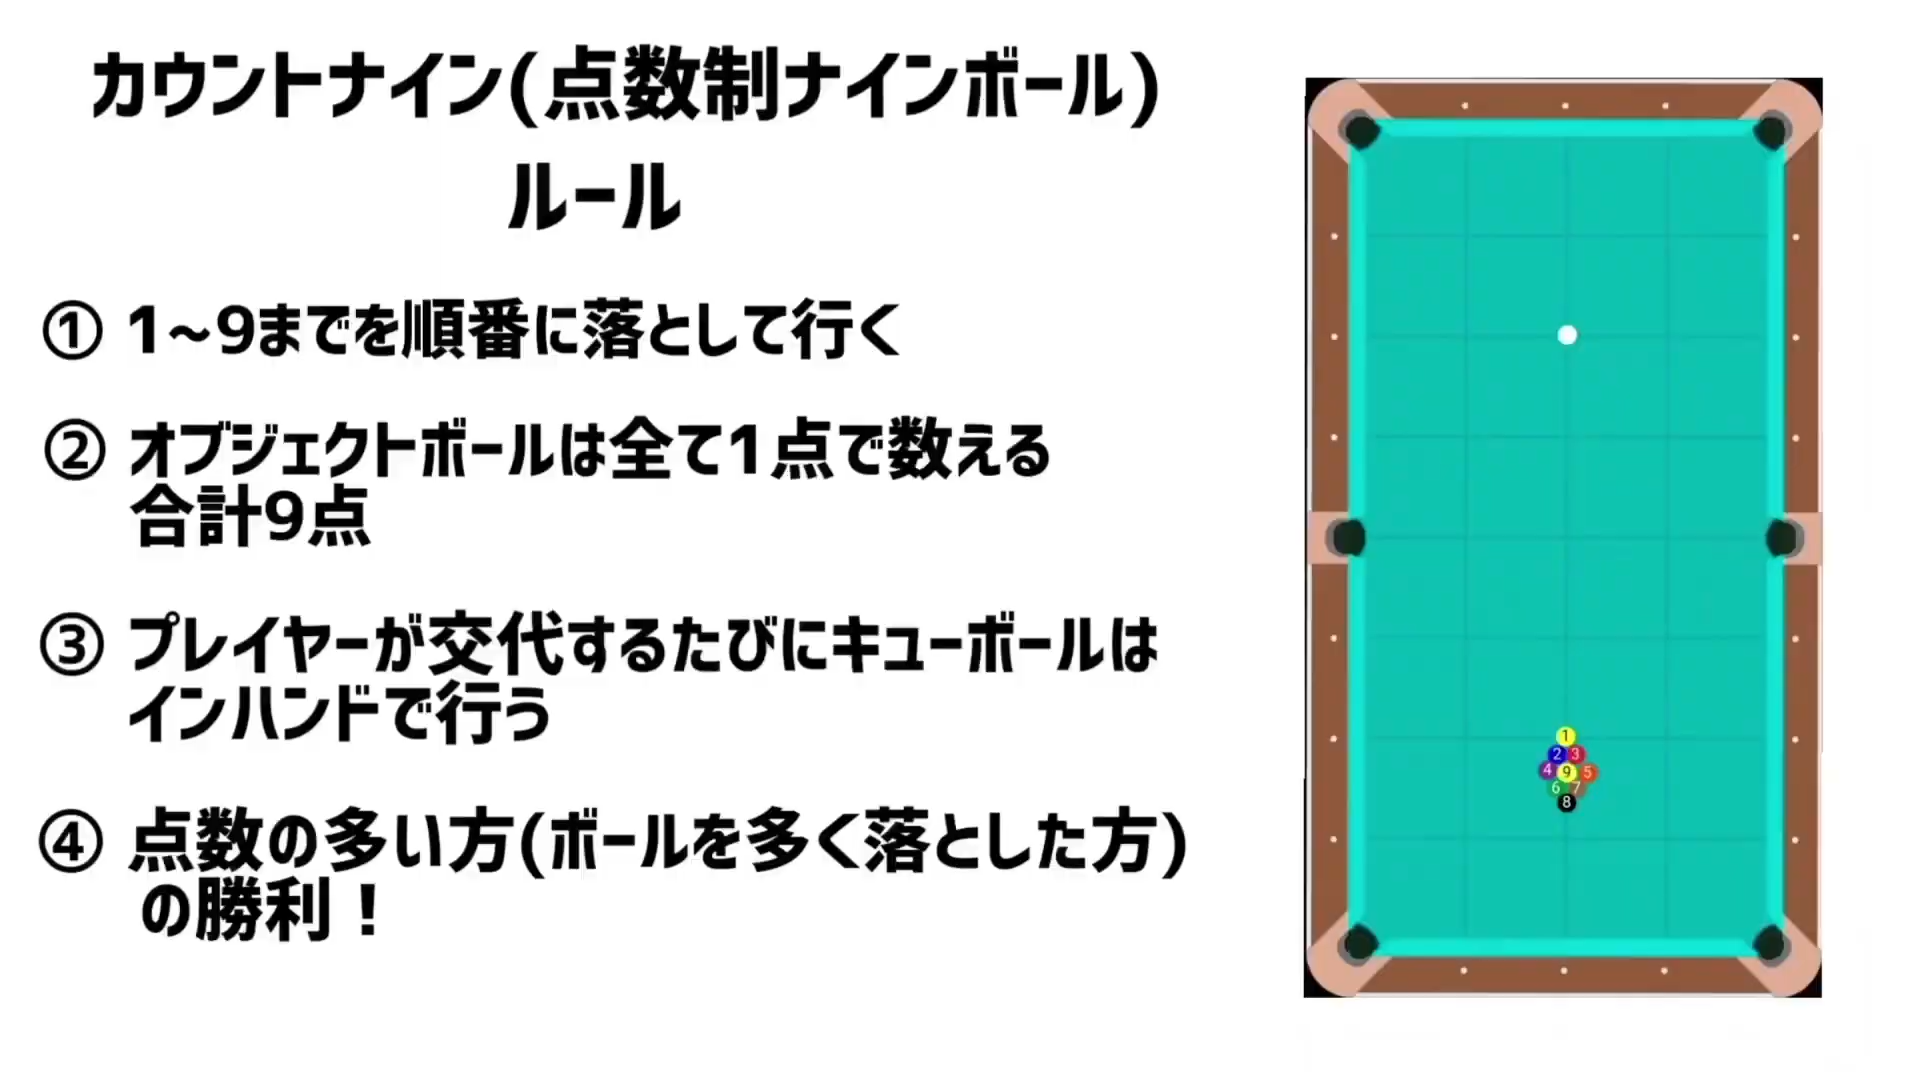 カウントナイン(点数制ナインボール)
ルール
① 1~9までを順番に落として行く
② オブジェクトボールは全て1点で数える
合計9点
③ プレイヤーが交代するたびにキューボールは
インハンドで行う
④ 点数の多い方(ボールを多く落とした方)
の勝利！
1
2 3
4 9 5
6 7
8